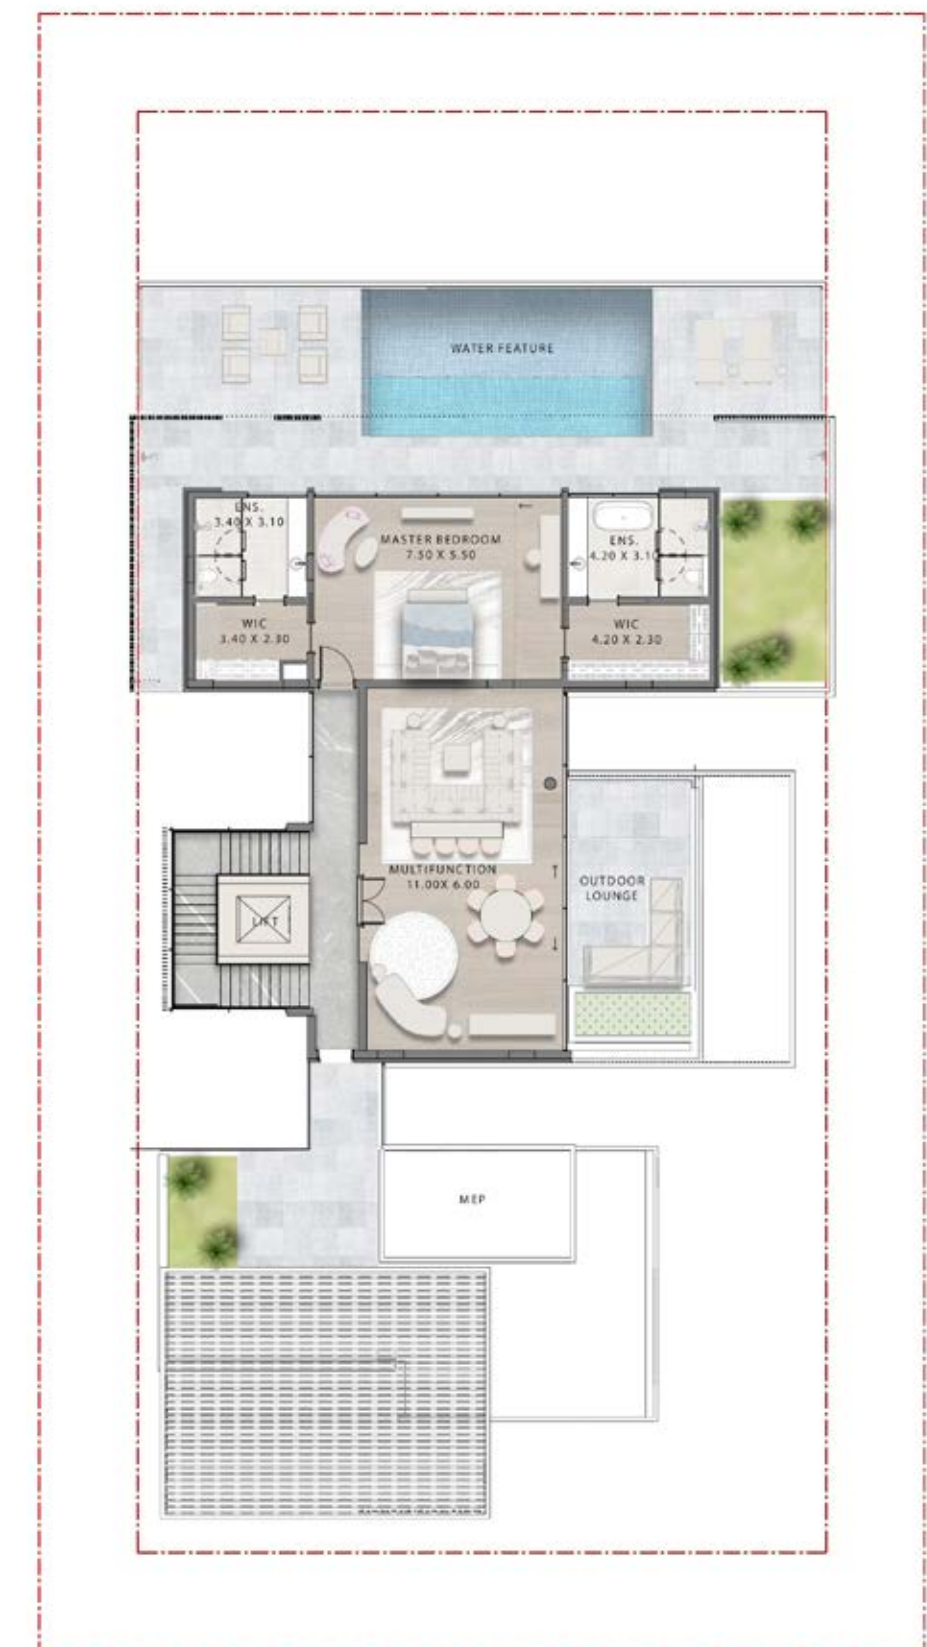 WATER FEATURE
ENS.
3.40 X 3.10
MASTER BEDROOM
7.50 X 5.50
ENS.
4.20 X 3.10
WIC
3.40 X 2.30
WIC
4.20 X 2.30
MULTIFUNCTION
11.00X 6.00
OUTDOOR
LOUNGE
LIFT
MEP